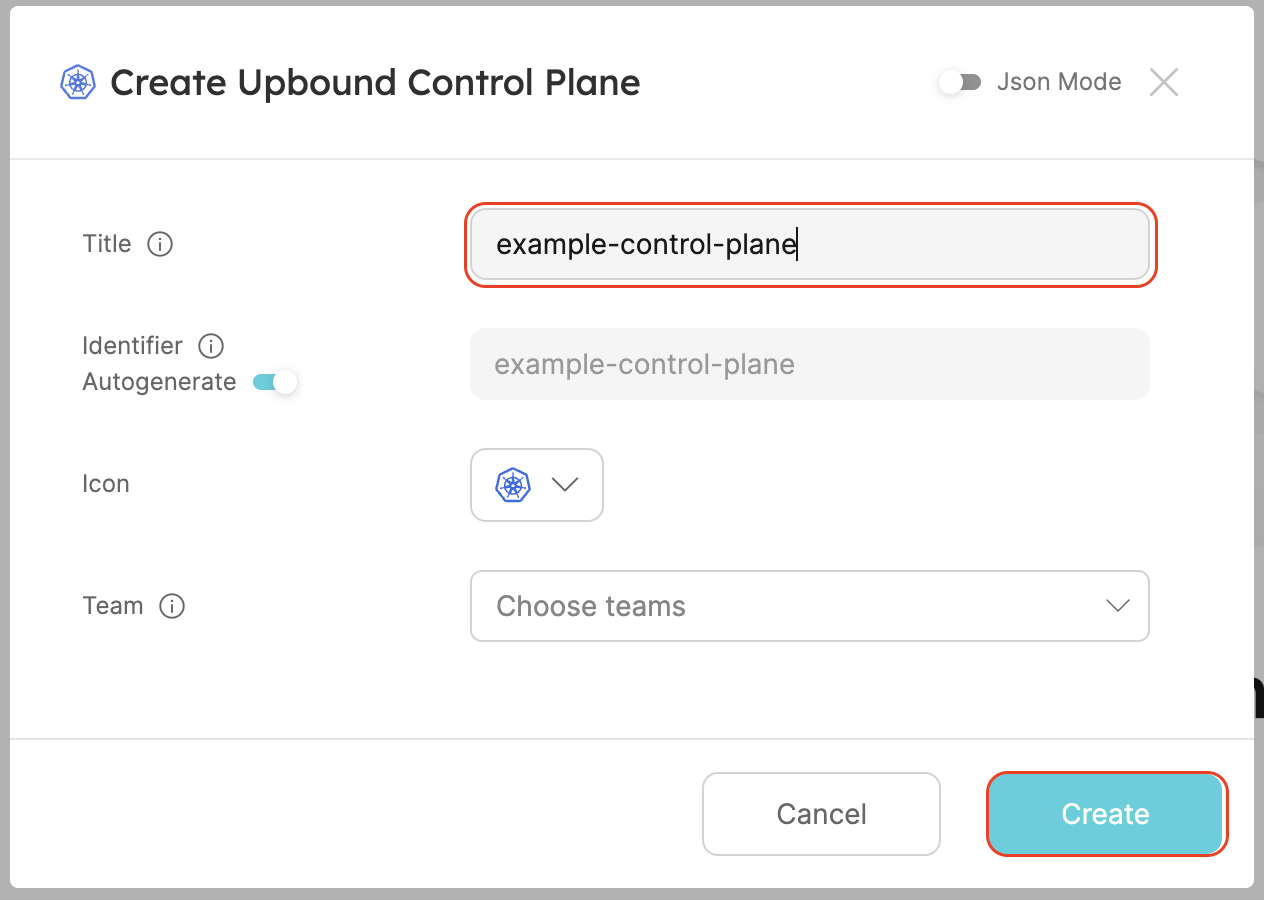 Create Upbound Control Plane
Json Mode
Title
example-control-plane
Identifier
Autogenerate
example-control-plane
Icon
Team
Choose teams
Cancel
Create